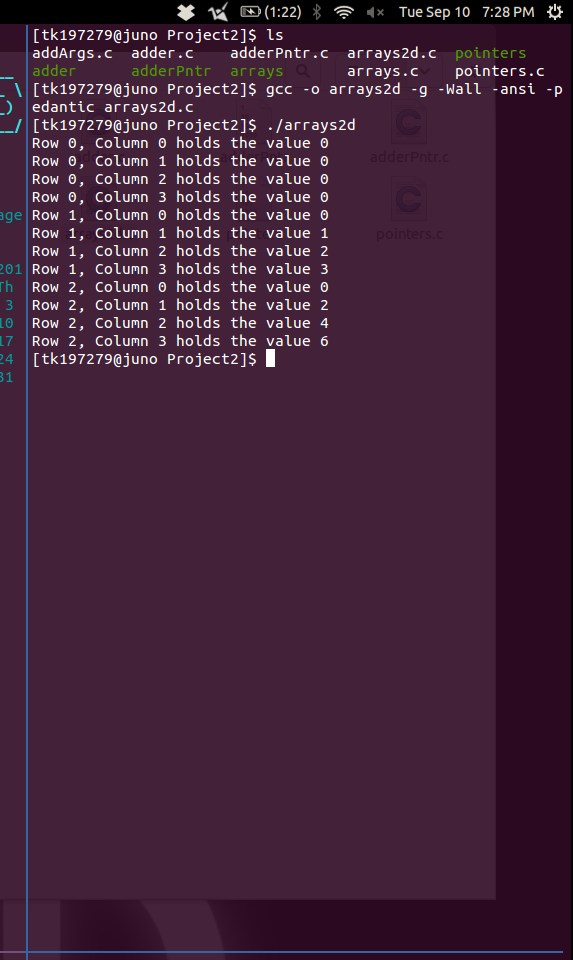 (1:22) Tue Sep 10 7:28 PM
[tk197279@juno Project2]$ ls
addArgs.c adder.c adderPntr.c arrays2d.c pointers
adder adderPntr arrays arrays.c pointers.c
[tk197279@juno Project2]$ gcc -o arrays2d -g -Wall -ansi -p
edantic arrays2d.c
[tk197279@juno Project2]$ ./arrays2d
Row 0, Column 0 holds the value 0
Row 0, Column 1 holds the value 0
Row 0, Column 2 holds the value 0
Row 0, Column 3 holds the value 0
Row 1, Column 0 holds the value 0
Row 1, Column 1 holds the value 1
Row 1, Column 2 holds the value 2
Row 1, Column 3 holds the value 3
Row 2, Column 0 holds the value 0
Row 2, Column 1 holds the value 2
Row 2, Column 2 holds the value 4
Row 2, Column 3 holds the value 6
[tk197279@juno Project2]$
age
201
Th
3
10
17
24
31
adderPntr.c
pointers.c